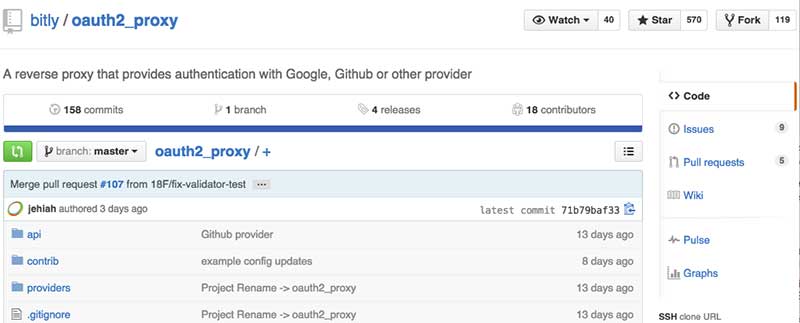 bitly / oauth2_proxy
Watch 40 Star 570 Fork 119
A reverse proxy that provides authentication with Google, Github or other provider
158 commits 1 branch 4 releases 18 contributors
branch: master oauth2_proxy / +
Merge pull request #107 from 18F/fix-validator-test ...
jehiah authored 3 days ago latest commit 71b79baf33
api Github provider 13 days ago
contrib example config updates 8 days ago
providers Project Rename -> oauth2_proxy 13 days ago
.gitignore Project Rename -> oauth2_proxy 13 days ago
Code
Issues 9
Pull requests 5
Wiki
Pulse
Graphs
SSH clone URL